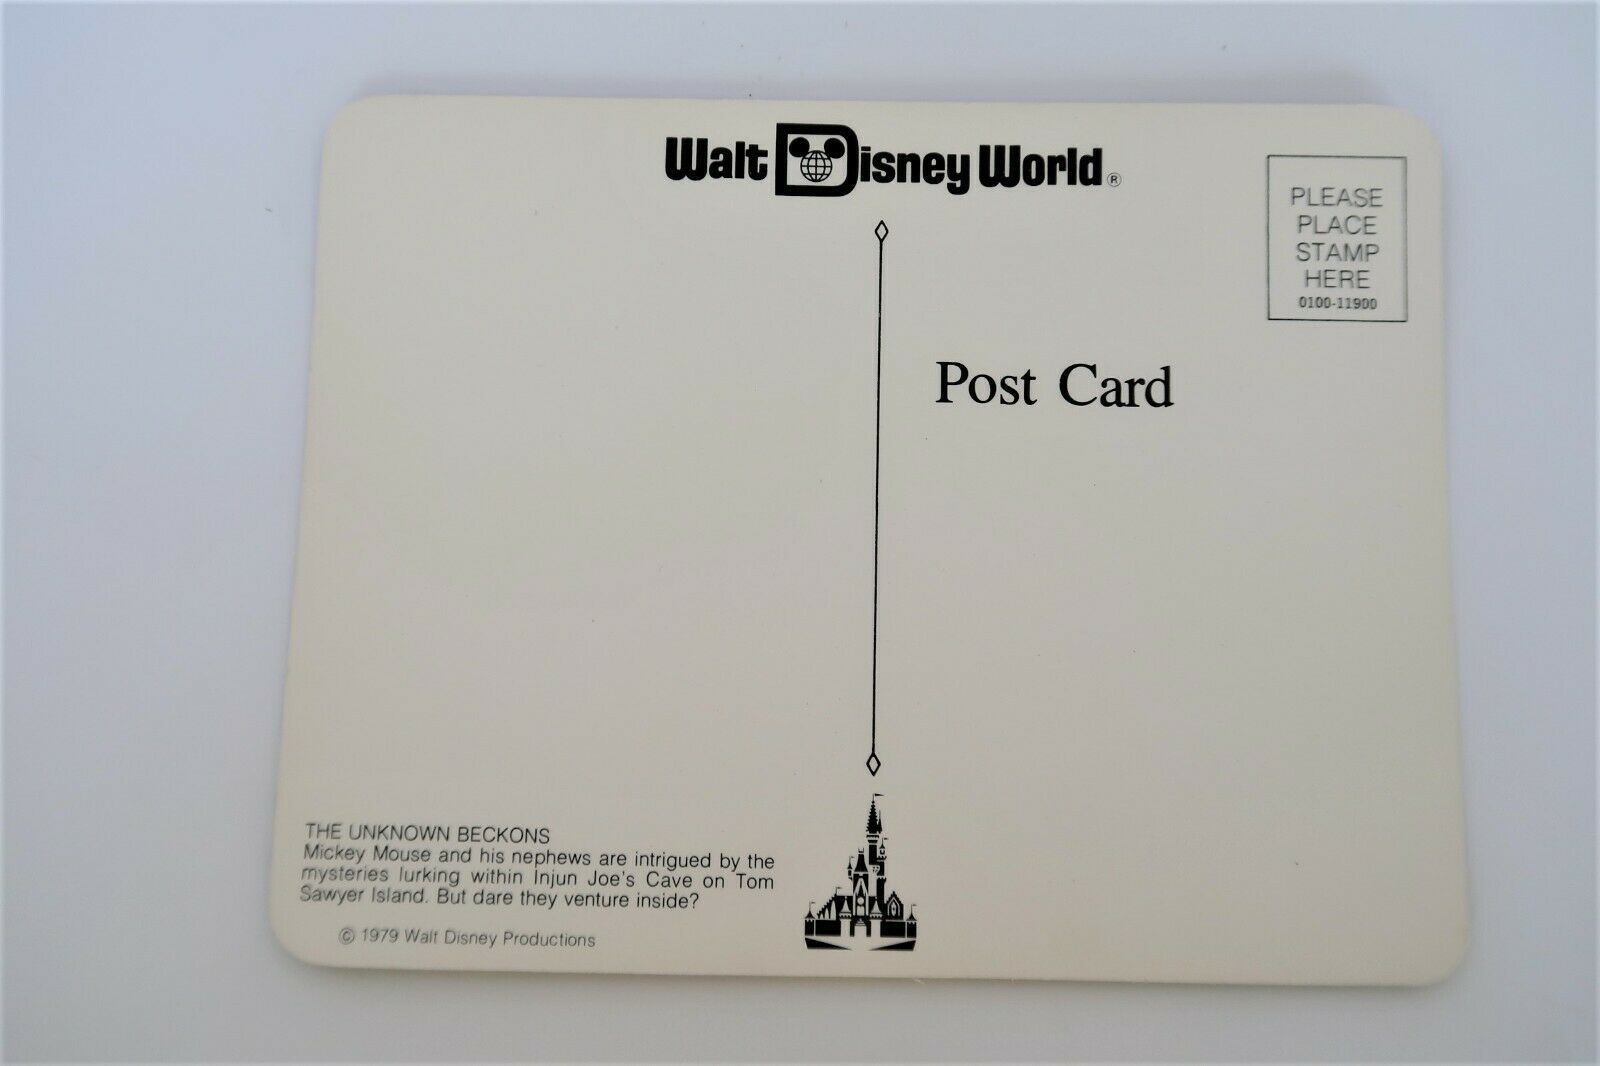 Walt Disney World ®
PLEASE
PLACE
STAMP
HERE
0100-11900
Post Card
THE UNKNOWN BECKONS
Mickey Mouse and his nephews are intrigued by the
mysteries lurking within Injun Joe's Cave on Tom
Sawyer Island. But dare they venture inside?
© 1979 Walt Disney Productions